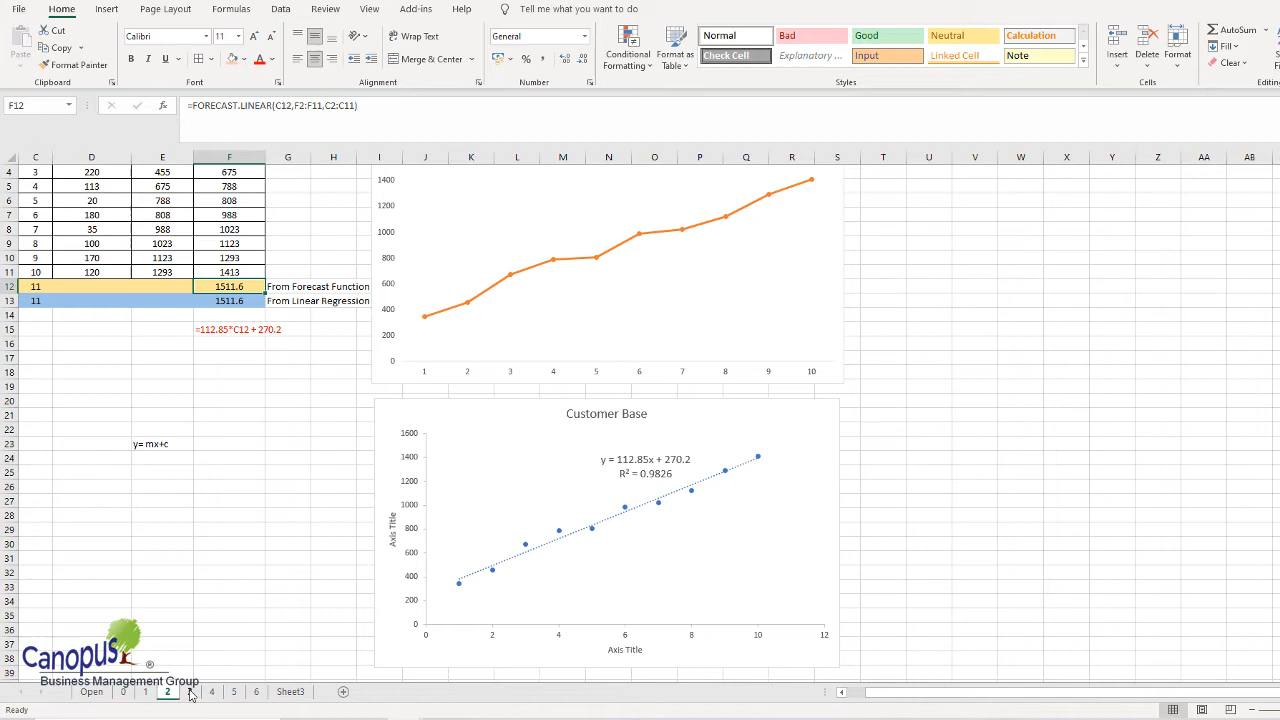 File Home Insert Page Layout Formulas Data Review View Add-ins Help Tell me what you want to do
Cut
Copy
Format Painter
Paste
Calibri 11
B I U
Wrap Text
Merge & Center
General
Conditional Formatting
Format as Table
Normal Bad Good Neutral Calculation
Check Cell Explanatory ... Input Linked Cell Note
Insert Delete Format
AutoSum
Fill
Clear
Clipboard Font Alignment Number Styles Cells
F12 =FORECAST.LINEAR(C12,F2:F11,C2:C11)
C D E F G H I J K L M N O P Q R S T U V W X Y Z AA AB
4 3 220 455 675
5 4 113 675 788
6 5 20 788 808
7 6 180 808 988
8 7 35 988 1023
9 8 100 1023 1123
10 9 170 1123 1293
11 10 120 1293 1413
12 11 1511.6 From Forecast Function
13 11 1511.6 From Linear Regression
14
15 =112.85*C12 + 270.2
16
17
18
19
20
21
22
23 y= mx+c
24
25
26
27
28
29
30
31
32
33
34
35
36
37
38
39
1400
1200
1000
800
600
400
200
0
1 2 3 4 5 6 7 8 9 10
Customer Base
y = 112.85x + 270.2
R² = 0.9826
1600
1400
1200
1000
800
600
400
200
0
0 2 4 6 8 10 12
Axis Title
Axis Title
Canopus ®
Business Management Group
Open 0 1 2 4 5 6 Sheet3
Ready